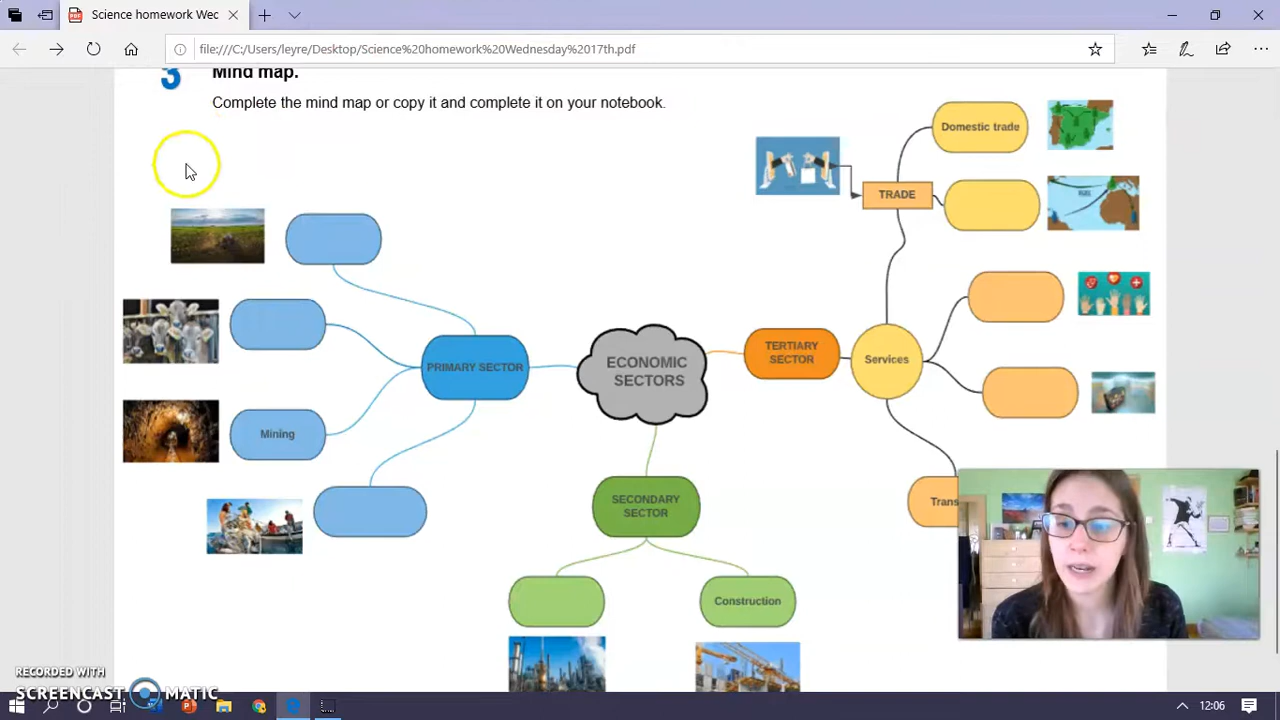 Science homework Wec
file:///C:/Users/leyre/Desktop/Science%20homework%20Wednesday%2017th.pdf
3 Mind map.
Complete the mind map or copy it and complete it on your notebook.
Domestic trade
TRADE
PRIMARY SECTOR
Mining
ECONOMIC
SECTORS
TERTIARY
SECTOR
Services
SECONDARY
SECTOR
Trans
Construction
RECORDED WITH
SCREENCAST MATIC
12:06